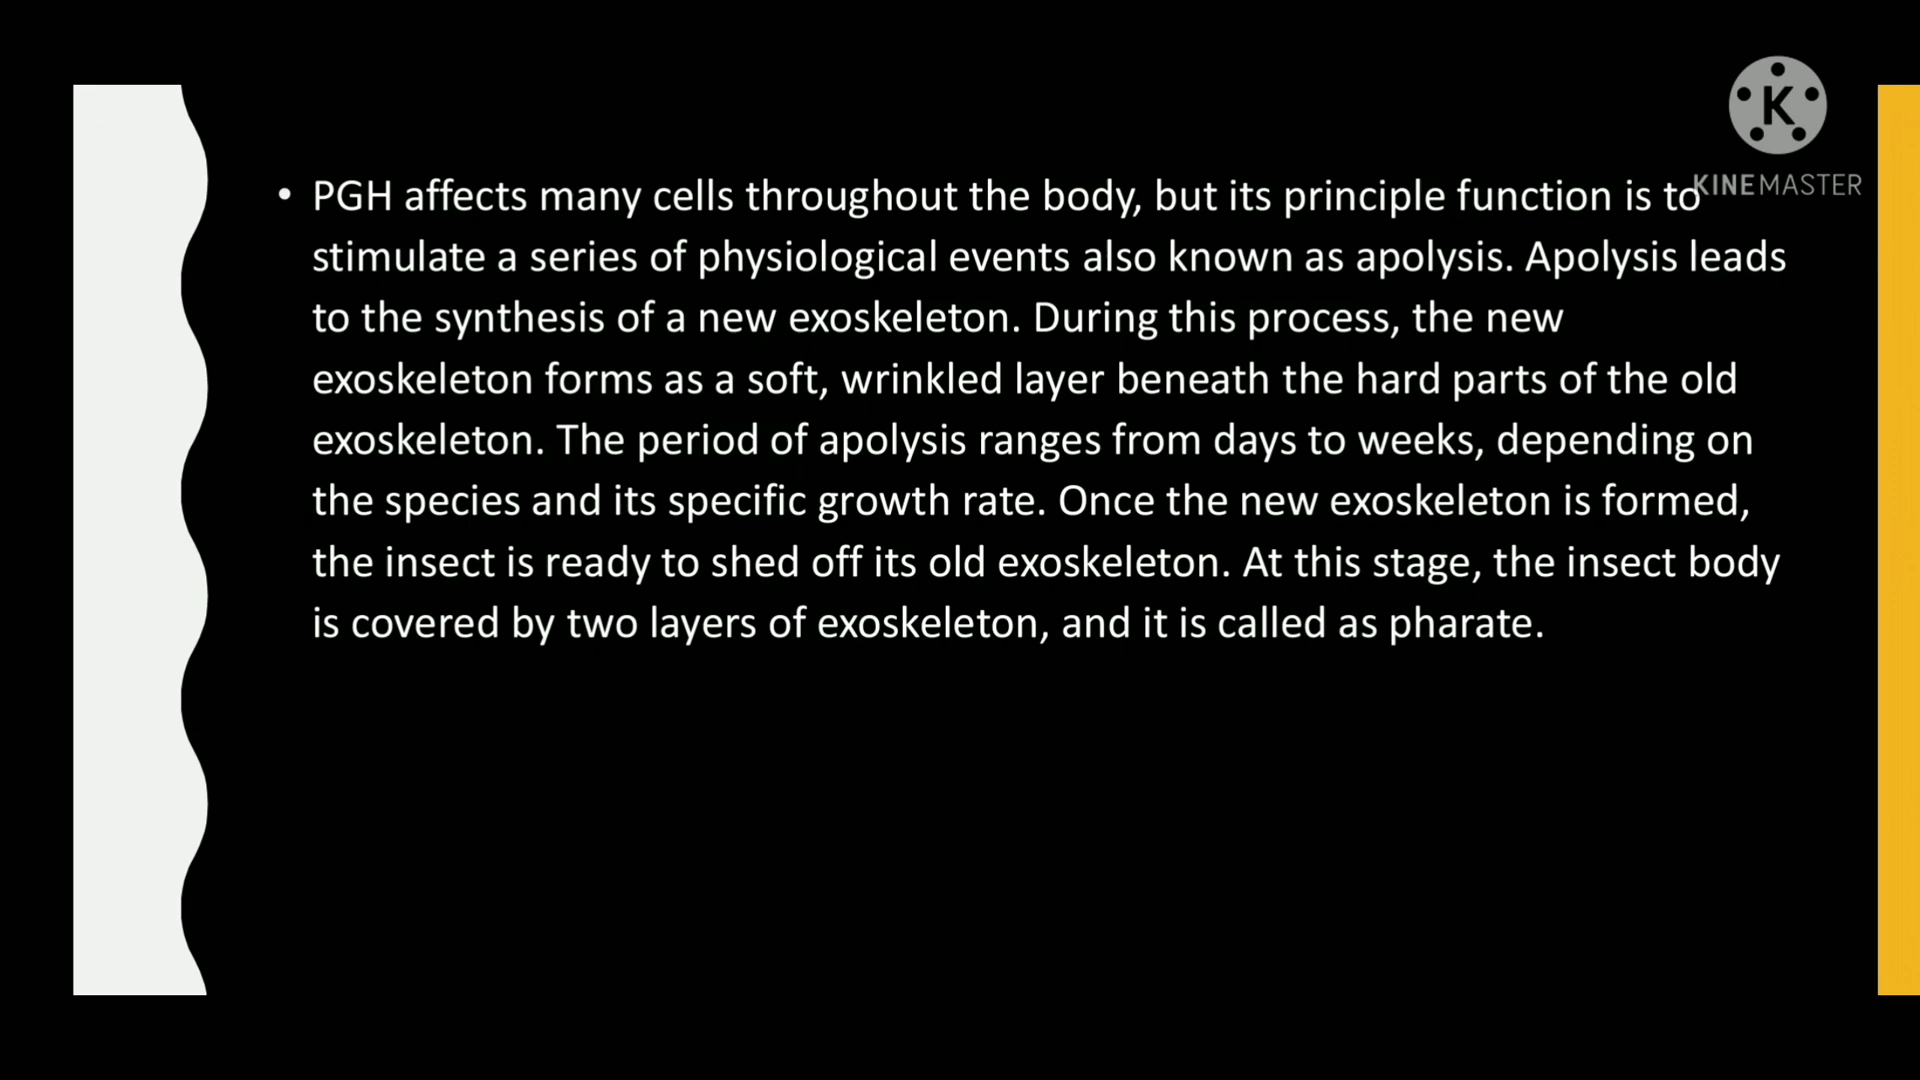 • PGH affects many cells throughout the body, but its principle function is to
stimulate a series of physiological events also known as apolysis. Apolysis leads
to the synthesis of a new exoskeleton. During this process, the new
exoskeleton forms as a soft, wrinkled layer beneath the hard parts of the old
exoskeleton. The period of apolysis ranges from days to weeks, depending on
the species and its specific growth rate. Once the new exoskeleton is formed,
the insect is ready to shed off its old exoskeleton. At this stage, the insect body
is covered by two layers of exoskeleton, and it is called as pharate.
K
KINEMASTER